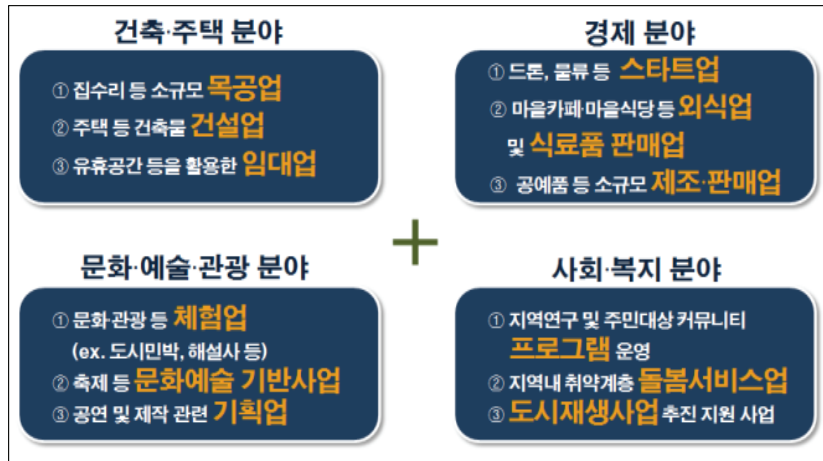 건축·주택 분야
① 집수리 등 소규모 목공업
② 주택 등 건축물 건설업
③ 유휴공간 등을 활용한 임대업
경제 분야
① 드론, 물류 등 스타트업
② 마을카페·마을식당 등 외식업
및 식료품 판매업
③ 공예품 등 소규모 제조·판매업
+
문화·예술·관광 분야
① 문화·관광 등 체험업
(ex. 도시민박, 해설사 등)
② 축제 등 문화예술 기반사업
③ 공연 및 제작 관련 기획업
사회·복지 분야
① 지역연구 및 주민대상 커뮤니티
프로그램 운영
② 지역내 취약계층 돌봄서비스업
③ 도시재생사업 추진 지원 사업